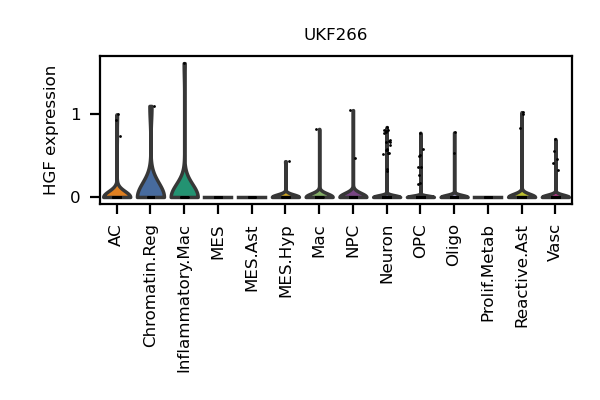 UKF266
HGF expression
1
0
AC
Chromatin.Reg
Inflammatory.Mac
MES
MES.Ast
MES.Hyp
Mac
NPC
Neuron
OPC
Oligo
Prolif.Metab
Reactive.Ast
Vasc